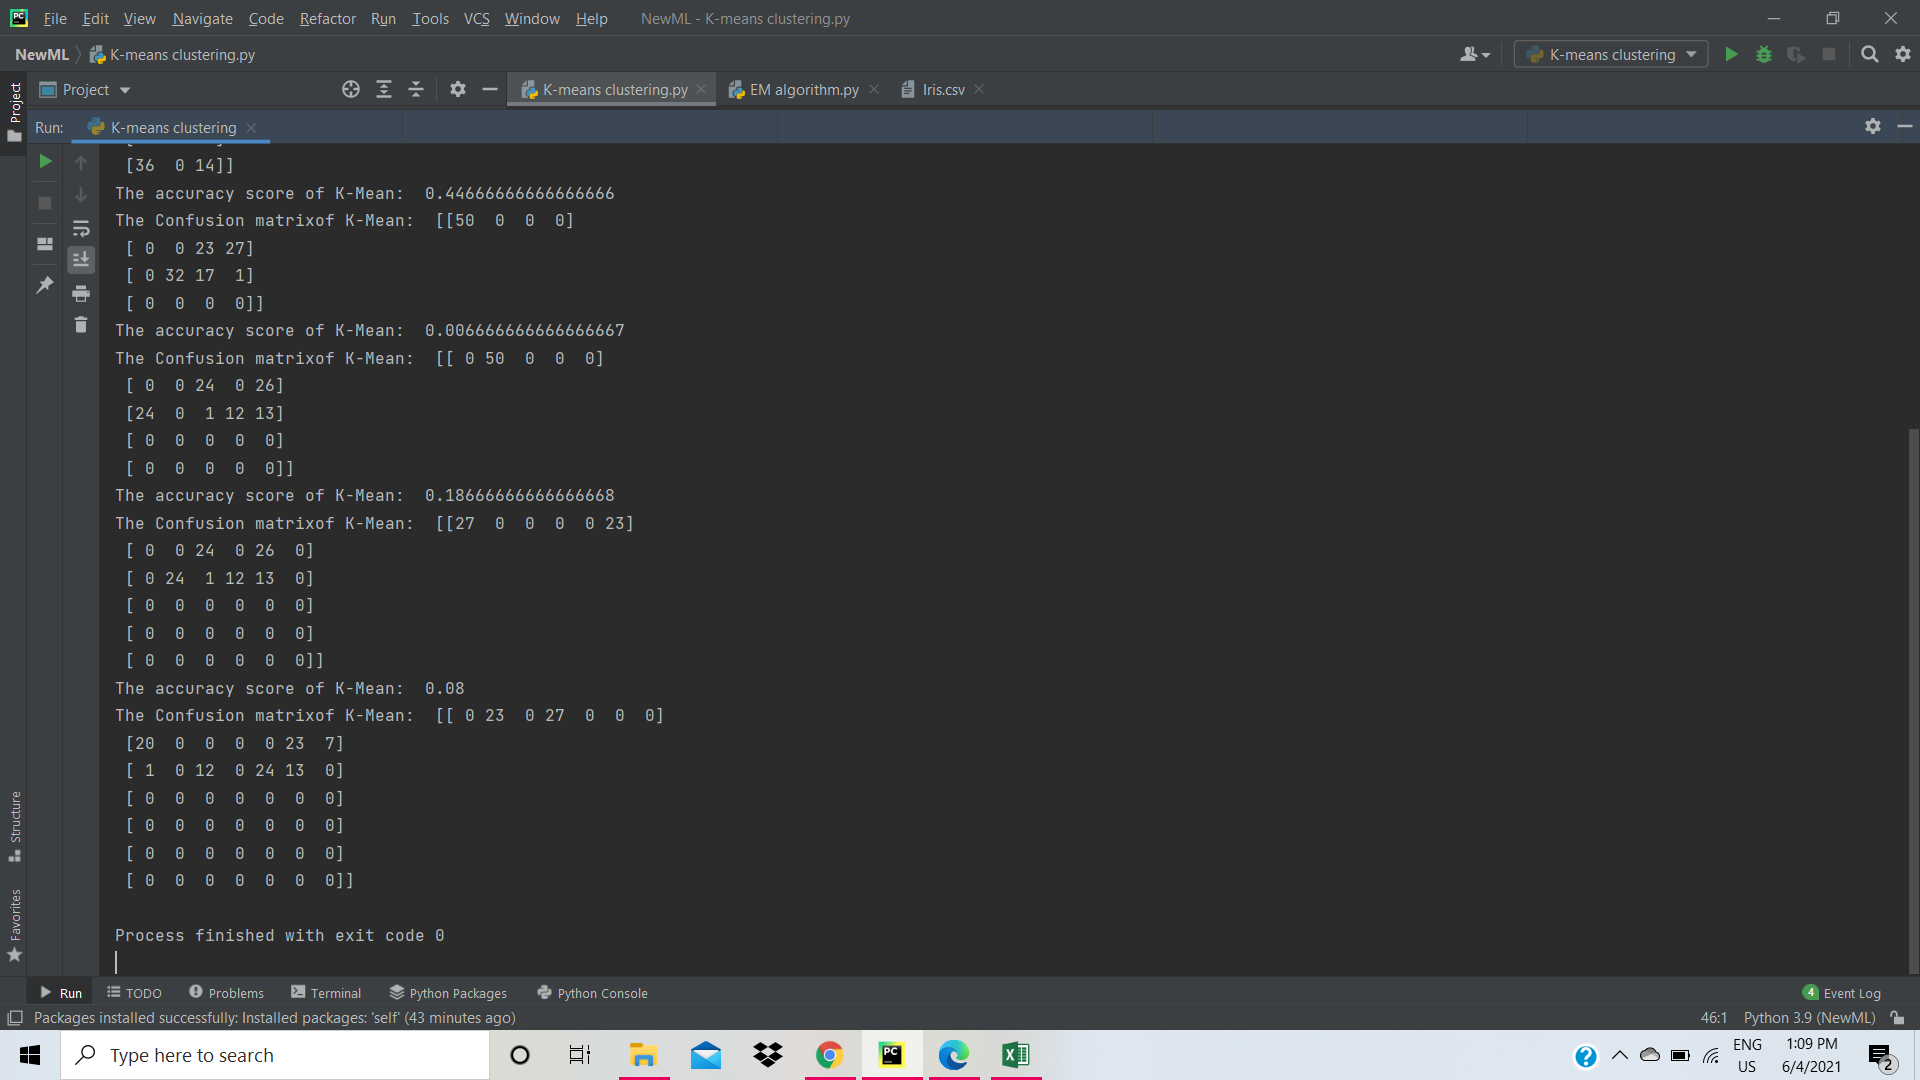 File Edit View Navigate Code Refactor Run Tools VCS Window Help NewML - K-means clustering.py
NewML K-means clustering.py K-means clustering
Project K-means clustering.py EM algorithm.py Iris.csv
Project
Run: K-means clustering
[36  0 14]]
The accuracy score of K-Mean:  0.44666666666666666
The Confusion matrixof K-Mean:  [[50  0  0  0]
[ 0  0 23 27]
[ 0 32 17  1]
[ 0  0  0  0]]
The accuracy score of K-Mean:  0.006666666666666667
The Confusion matrixof K-Mean:  [[ 0 50  0  0  0]
[ 0  0 24  0 26]
[24  0  1 12 13]
[ 0  0  0  0  0]
[ 0  0  0  0  0]]
The accuracy score of K-Mean:  0.18666666666666668
The Confusion matrixof K-Mean:  [[27  0  0  0  0 23]
[ 0  0 24  0 26  0]
[ 0 24  1 12 13  0]
[ 0  0  0  0  0  0]
[ 0  0  0  0  0  0]
[ 0  0  0  0  0  0]]
The accuracy score of K-Mean:  0.08
The Confusion matrixof K-Mean:  [[ 0 23  0 27  0  0  0]
[20  0  0  0  0 23  7]
[ 1  0 12  0 24 13  0]
[ 0  0  0  0  0  0  0]
[ 0  0  0  0  0  0  0]
[ 0  0  0  0  0  0  0]
[ 0  0  0  0  0  0  0]]
Structure
Favorites
Process finished with exit code 0
Run TODO Problems Terminal Python Packages Python Console 4 Event Log
Packages installed successfully: Installed packages: 'self' (43 minutes ago) 46:1 Python 3.9 (NewML)
Type here to search PC ENG 1:09 PM
US 6/4/2021 2